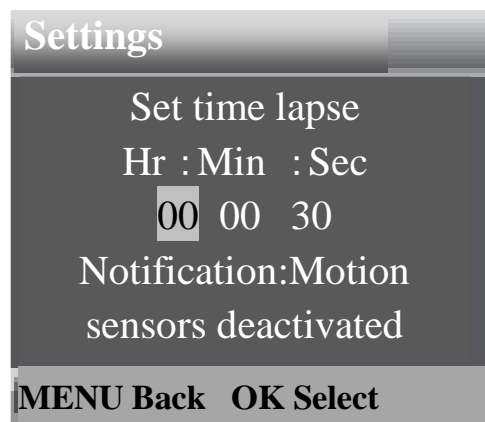 Settings
Set time lapse
Hr : Min : Sec
00 00 30
Notification:Motion
sensors deactivated
MENU Back OK Select